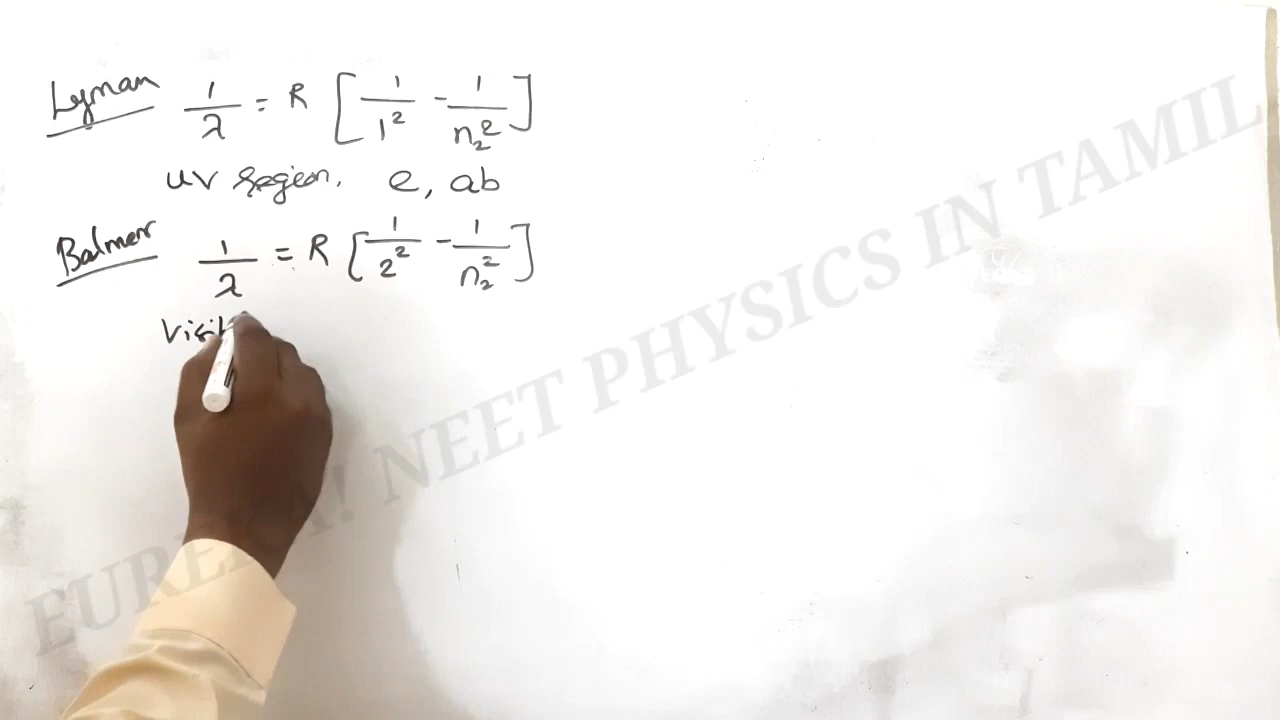 Lyman 1/λ = R [1/1² - 1/n₂²]
UV region, e, ab
Balmer 1/λ = R [1/2² - 1/n₂²]
EUREKA! NEET PHYSICS IN TAMIL